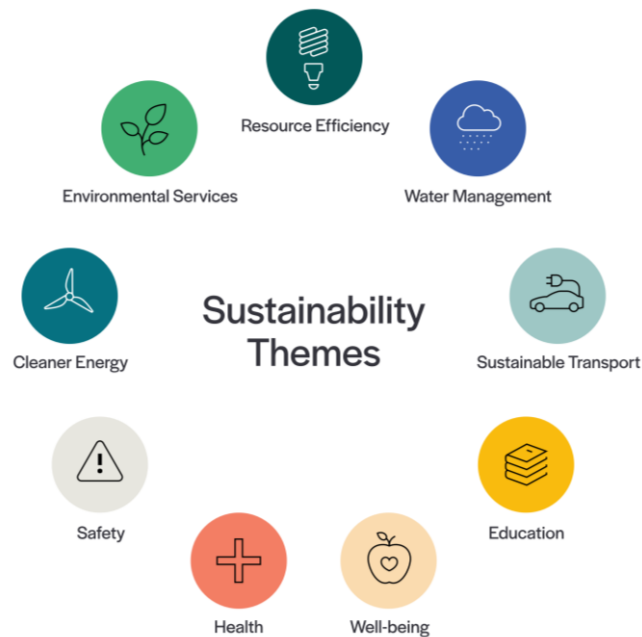 Resource Efficiency
Environmental Services
Water Management
Sustainability
Themes
Cleaner Energy
Sustainable Transport
Safety
Education
Health
Well-being